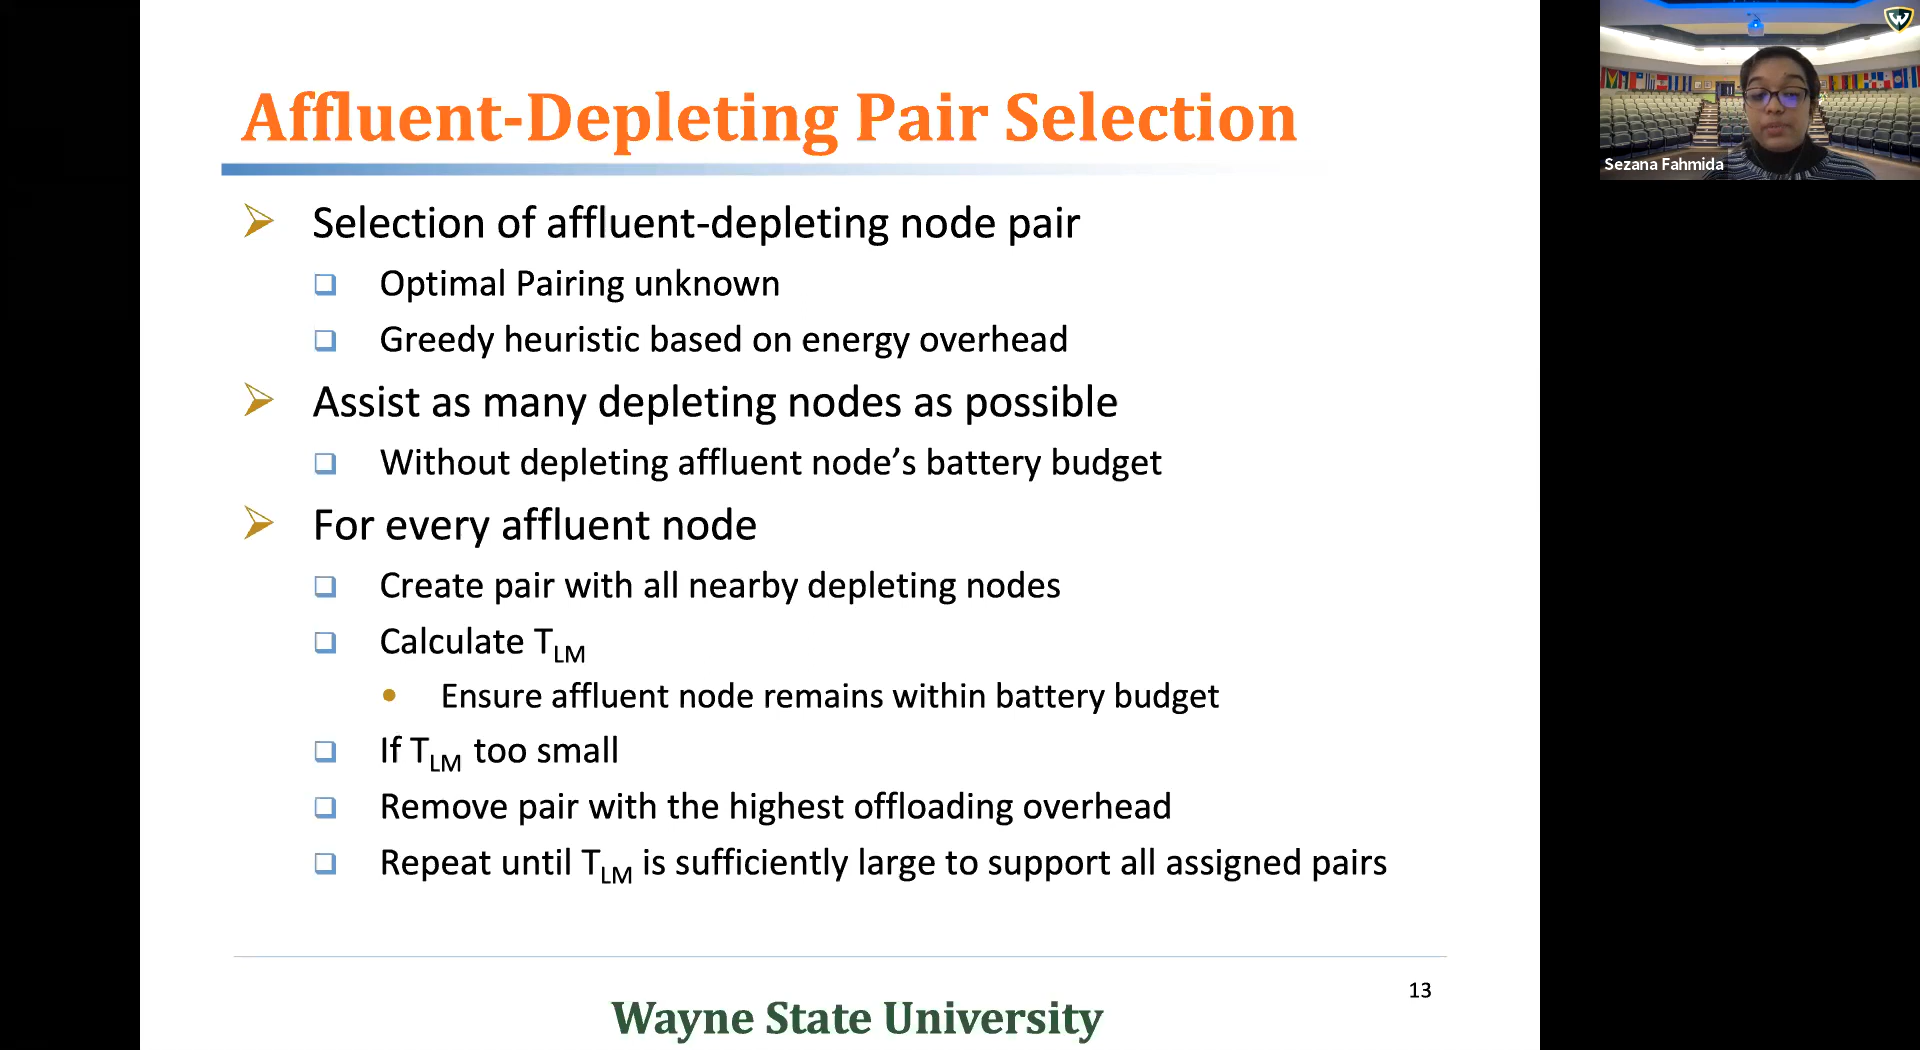 Affluent-Depleting Pair Selection
Selection of affluent-depleting node pair
Optimal Pairing unknown
Greedy heuristic based on energy overhead
Assist as many depleting nodes as possible
Without depleting affluent node’s battery budget
For every affluent node
Create pair with all nearby depleting nodes
Calculate TLM
Ensure affluent node remains within battery budget
If TLM too small
Remove pair with the highest offloading overhead
Repeat until TLM is sufficiently large to support all assigned pairs
13
Wayne State University
W
Sezana Fahmida